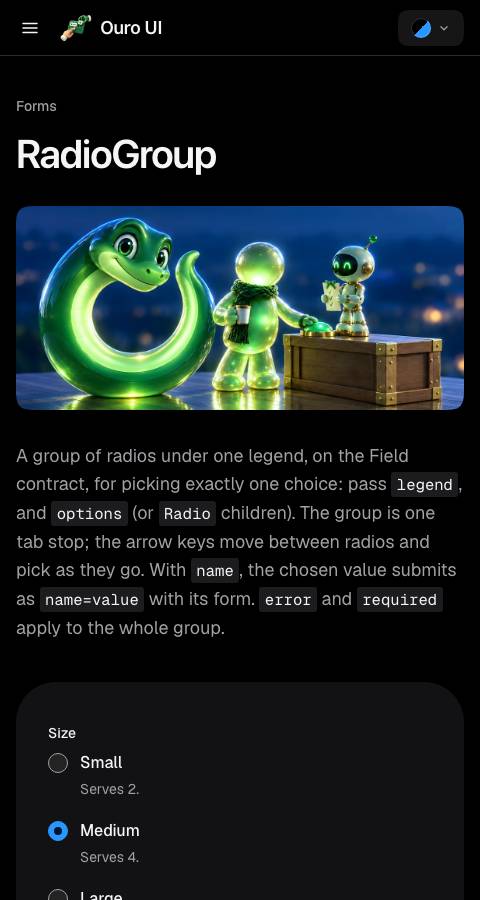 Ouro UI
Forms
RadioGroup
A group of radios under one legend, on the Field
contract, for picking exactly one choice: pass legend,
and options (or Radio children). The group is one
tab stop; the arrow keys move between radios and
pick as they go. With name, the chosen value submits
as name=value with its form. error and required
apply to the whole group.
Size
Small
Serves 2.
Medium
Serves 4.
Large